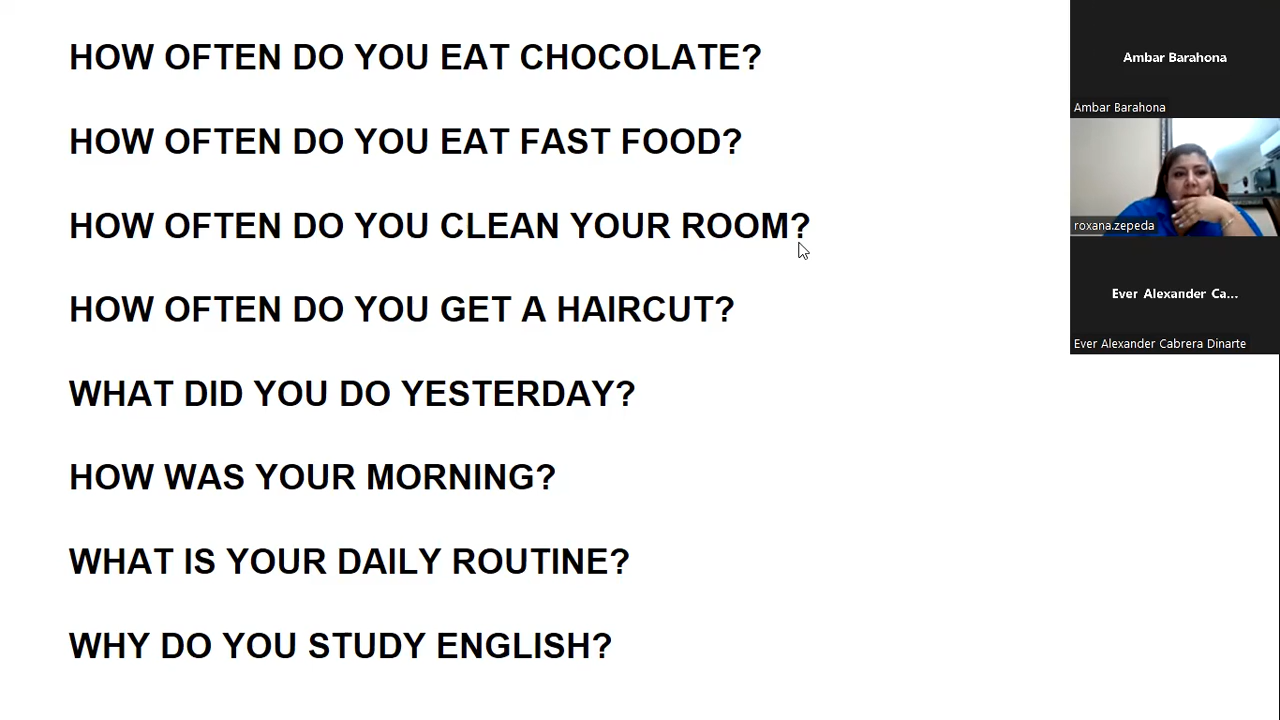 HOW OFTEN DO YOU EAT CHOCOLATE?
HOW OFTEN DO YOU EAT FAST FOOD?
HOW OFTEN DO YOU CLEAN YOUR ROOM?
HOW OFTEN DO YOU GET A HAIRCUT?
WHAT DID YOU DO YESTERDAY?
HOW WAS YOUR MORNING?
WHAT IS YOUR DAILY ROUTINE?
WHY DO YOU STUDY ENGLISH?
Ambar Barahona
Ambar Barahona
roxana.zepeda
Ever Alexander Ca...
Ever Alexander Cabrera Dinarte